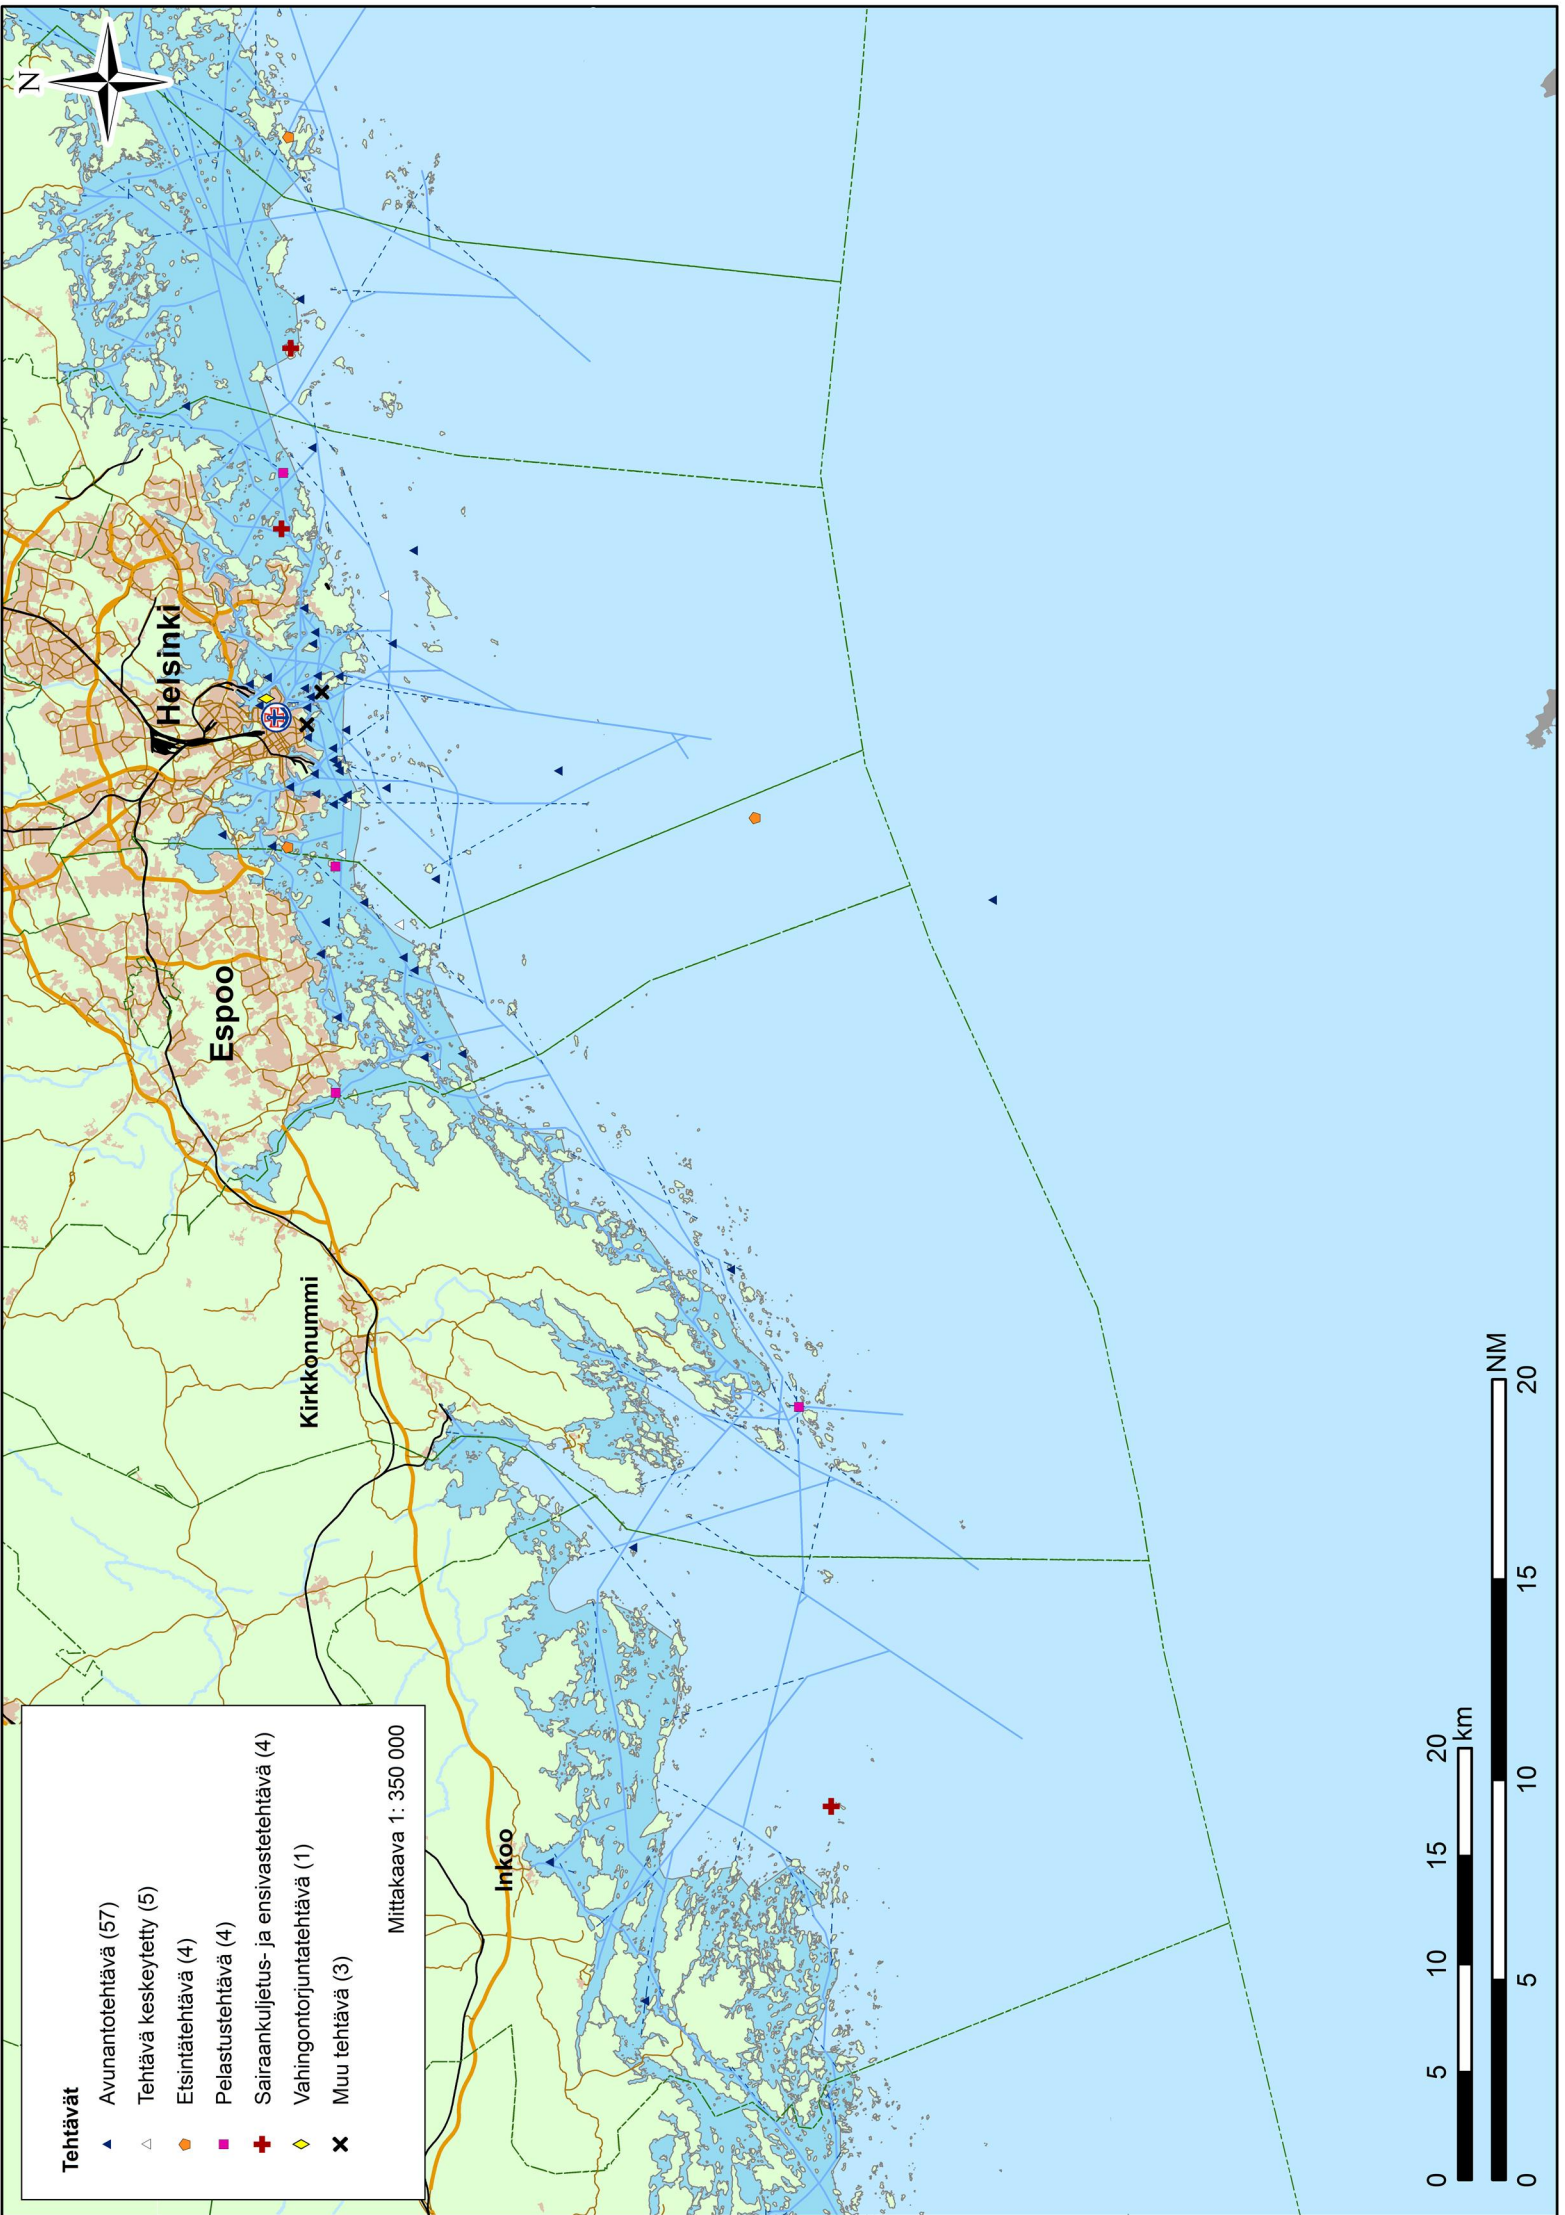 Tehtävät
Avunantotehtävä (57)
Tehtävä keskeytetty (5)
Etsintätehtävä (4)
Pelastustehtävä (4)
Sairaankuljetus- ja ensivastetehtävä (4)
Vahingontorjuntatehtävä (1)
Muu tehtävä (3)
Mittakaava 1: 350 000
N
Helsinki
Espoo
Kirkkonummi
Inkoo
0 5 10 15 20
km
NM
0 5 10 15 20